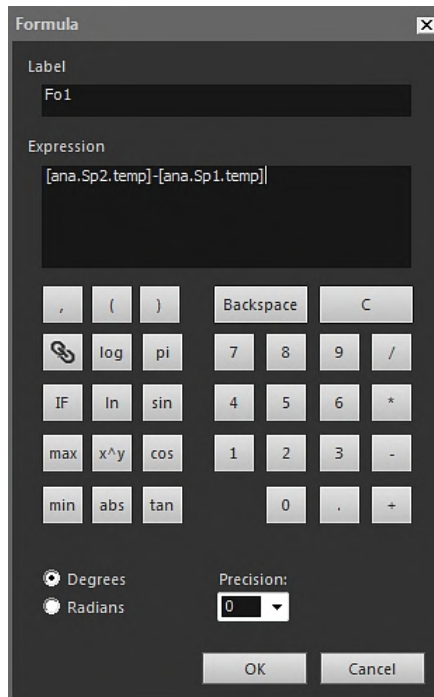 Formula
Label
Fo1
Expression
[ana.Sp2.temp]-[ana.Sp1.temp]
, ( ) Backspace C
log pi 7 8 9 /
IF ln sin 4 5 6 *
max x^y cos 1 2 3 -
min abs tan 0 . +
Degrees Precision:
Radians 0
OK Cancel